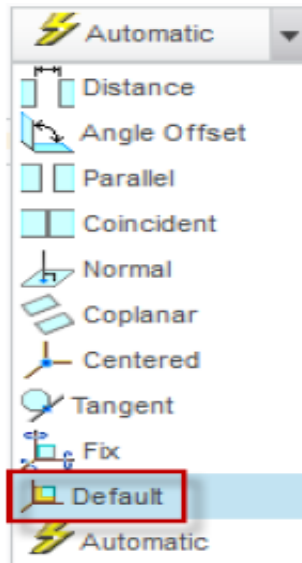 Automatic
Distance
Angle Offset
Parallel
Coincident
Normal
Coplanar
Centered
Tangent
Fix
Default
Automatic